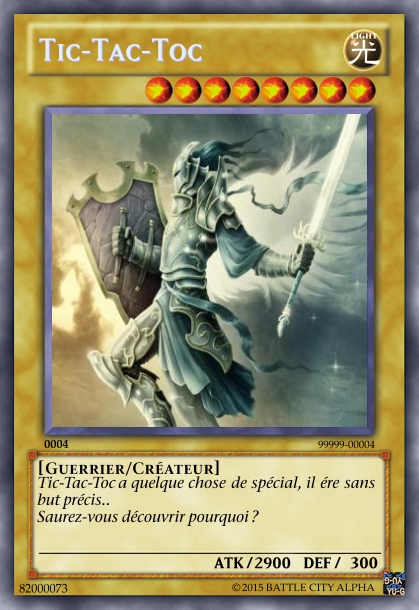 Tic-Tac-Toc
LIGHT
光
0004
99999-00004
[Guerrier/Créateur]
Tic-Tac-Toc a quelque chose de spécial, il ére sans
but précis..
Saurez-vous découvrir pourquoi ?
ATK/2900 DEF/ 300
82000073
©2015 BATTLE CITY ALPHA